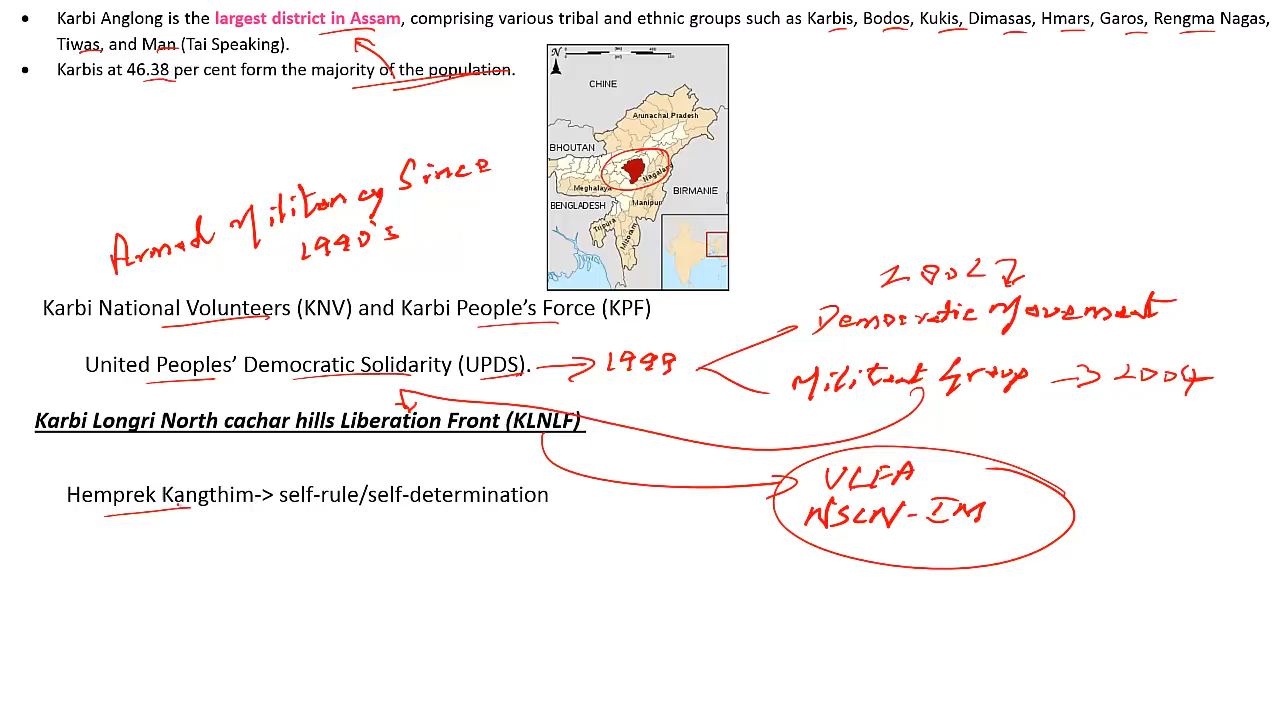 • Karbi Anglong is the largest district in Assam, comprising various tribal and ethnic groups such as Karbis, Bodos, Kukis, Dimasas, Hmars, Garos, Rengma Nagas,
Tiwas, and Man (Tai Speaking).
• Karbis at 46.38 per cent form the majority of the population.
N
CHINE
Arunachal Pradesh
BHOUTAN
Nagaland
Meghalaya
BIRMANIE
BENGLADESH
Manipur
Tripura
Mizoram
Armed Militancy Since
1990's
Karbi National Volunteers (KNV) and Karbi People's Force (KPF)
Democratic Movement
United Peoples' Democratic Solidarity (UPDS).
1999
Militant Group → 2004
Karbi Longri North cachar hills Liberation Front (KLNLF)
ULFA
NSCN-IM
Hemprek Kangthim-> self-rule/self-determination